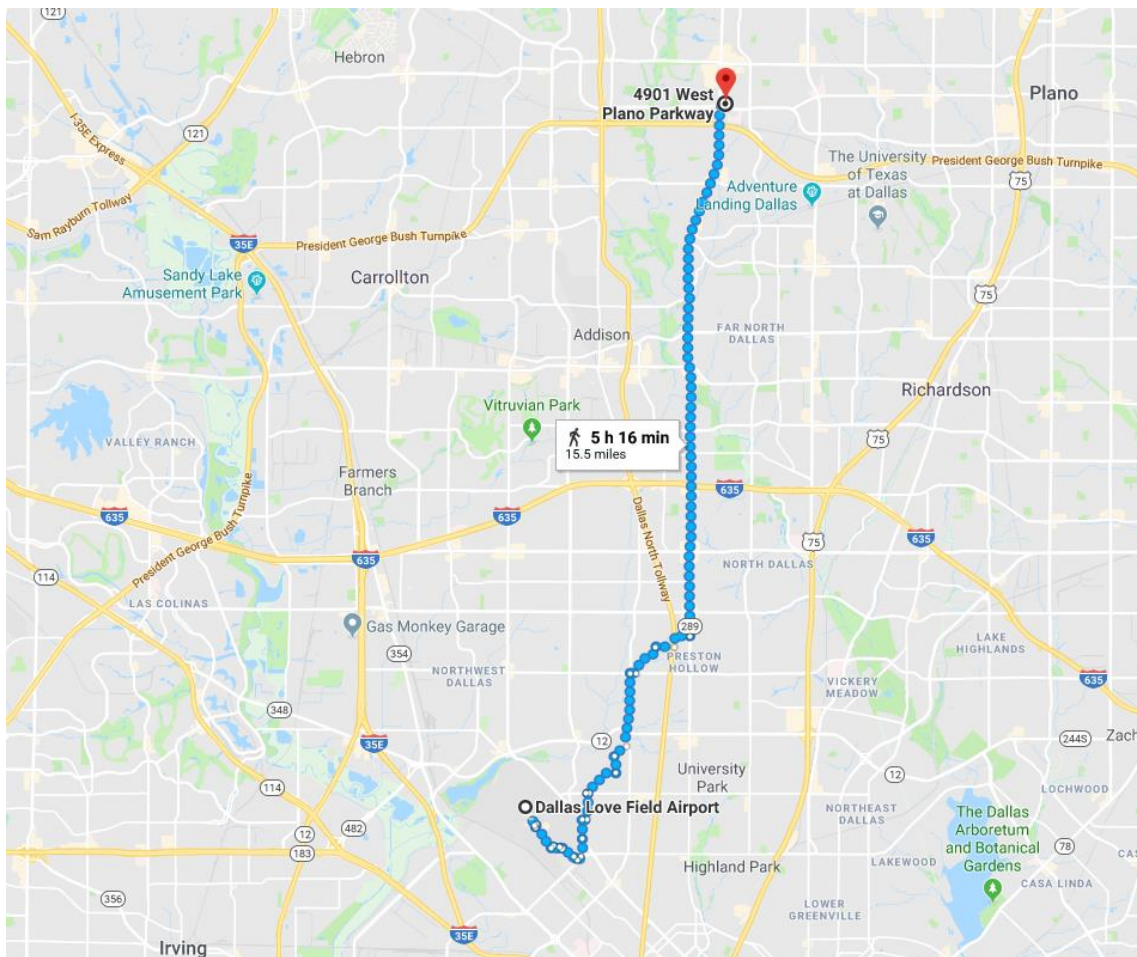 121
Hebron
4901 West
Plano Parkway
Plano
I-35E Express
121
The University
of Texas
at Dallas
President George Bush Turnpike
75
Adventure
Landing Dallas
Sam Rayburn Tollway
35E
President George Bush Turnpike
Sandy Lake
Amusement Park
Carrollton
75
Addison
FAR NORTH
DALLAS
Richardson
Vitruvian Park
5 h 16 min
15.5 miles
VALLEY RANCH
75
Farmers
Branch
President George Bush Turnpike
635
635
635
Dallas North Tollway
635
75
635
114
NORTH DALLAS
LAS COLINAS
Gas Monkey Garage
289
354
PRESTON
HOLLOW
LAKE
HIGHLANDS
NORTHWEST
DALLAS
VICKERY
MEADOW
635
348
35E
12
244S
Zach
University
Park
12
114
LOCHWOOD
Dallas Love Field Airport
NORTHEAST
DALLAS
The Dallas
Arboretum
and Botanical
Gardens
482
12
183
78
CAS
Highland Park
LAKEWOOD
CASA LINDA
356
LOWER
GREENVILLE
35E
Irving